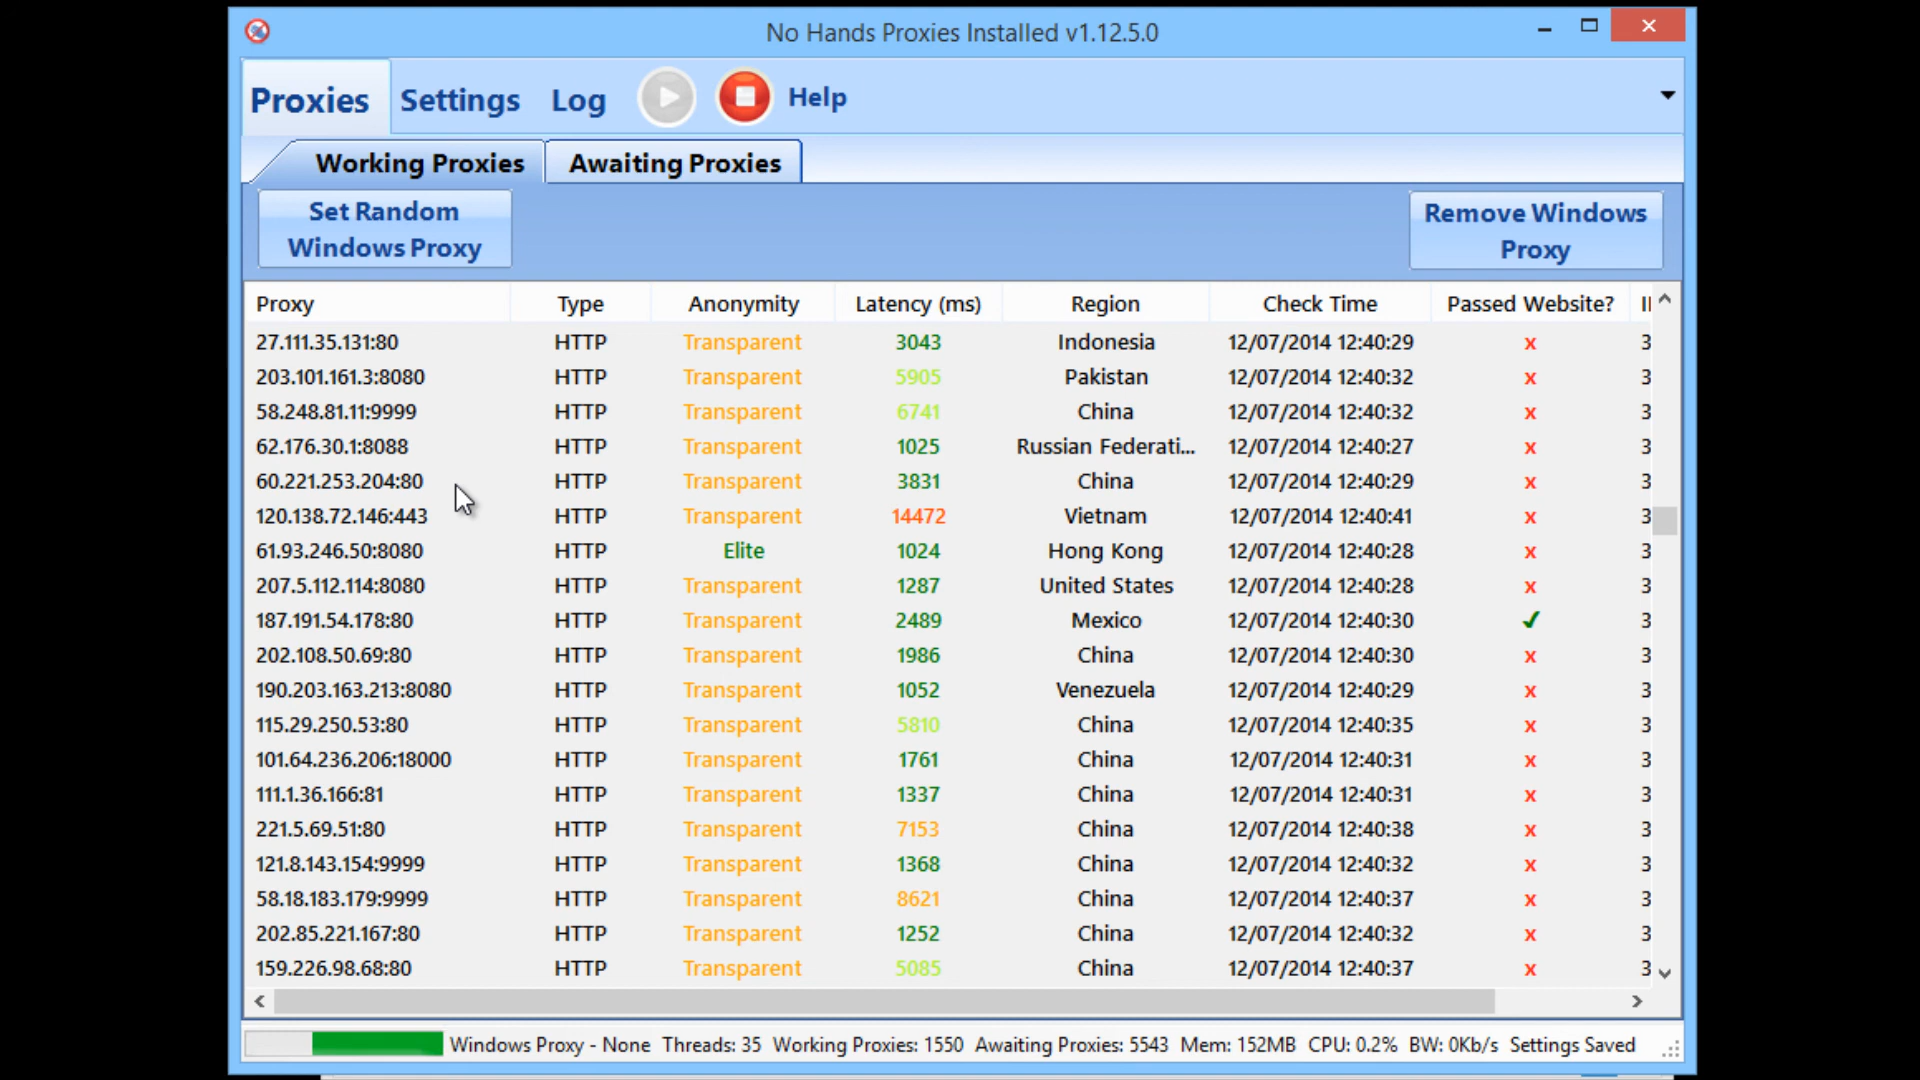 No Hands Proxies Installed v1.12.5.0
Proxies Settings Log Help
Working Proxies Awaiting Proxies
Set Random
Windows Proxy
Remove Windows
Proxy
Proxy Type Anonymity Latency (ms) Region Check Time Passed Website?
27.111.35.131:80 HTTP Transparent 3043 Indonesia 12/07/2014 12:40:29 x 3
203.101.161.3:8080 HTTP Transparent 5905 Pakistan 12/07/2014 12:40:32 x 3
58.248.81.11:9999 HTTP Transparent 6741 China 12/07/2014 12:40:32 x 3
62.176.30.1:8088 HTTP Transparent 1025 Russian Federati... 12/07/2014 12:40:27 x 3
60.221.253.204:80 HTTP Transparent 3831 China 12/07/2014 12:40:29 x 3
120.138.72.146:443 HTTP Transparent 14472 Vietnam 12/07/2014 12:40:41 x 3
61.93.246.50:8080 HTTP Elite 1024 Hong Kong 12/07/2014 12:40:28 x 3
207.5.112.114:8080 HTTP Transparent 1287 United States 12/07/2014 12:40:28 x 3
187.191.54.178:80 HTTP Transparent 2489 Mexico 12/07/2014 12:40:30 ✓ 3
202.108.50.69:80 HTTP Transparent 1986 China 12/07/2014 12:40:30 x 3
190.203.163.213:8080 HTTP Transparent 1052 Venezuela 12/07/2014 12:40:29 x 3
115.29.250.53:80 HTTP Transparent 5810 China 12/07/2014 12:40:35 x 3
101.64.236.206:18000 HTTP Transparent 1761 China 12/07/2014 12:40:31 x 3
111.1.36.166:81 HTTP Transparent 1337 China 12/07/2014 12:40:31 x 3
221.5.69.51:80 HTTP Transparent 7153 China 12/07/2014 12:40:38 x 3
121.8.143.154:9999 HTTP Transparent 1368 China 12/07/2014 12:40:32 x 3
58.18.183.179:9999 HTTP Transparent 8621 China 12/07/2014 12:40:37 x 3
202.85.221.167:80 HTTP Transparent 1252 China 12/07/2014 12:40:32 x 3
159.226.98.68:80 HTTP Transparent 5085 China 12/07/2014 12:40:37 x 3
Windows Proxy - None Threads: 35 Working Proxies: 1550 Awaiting Proxies: 5543 Mem: 152MB CPU: 0.2% BW: 0Kb/s Settings Saved